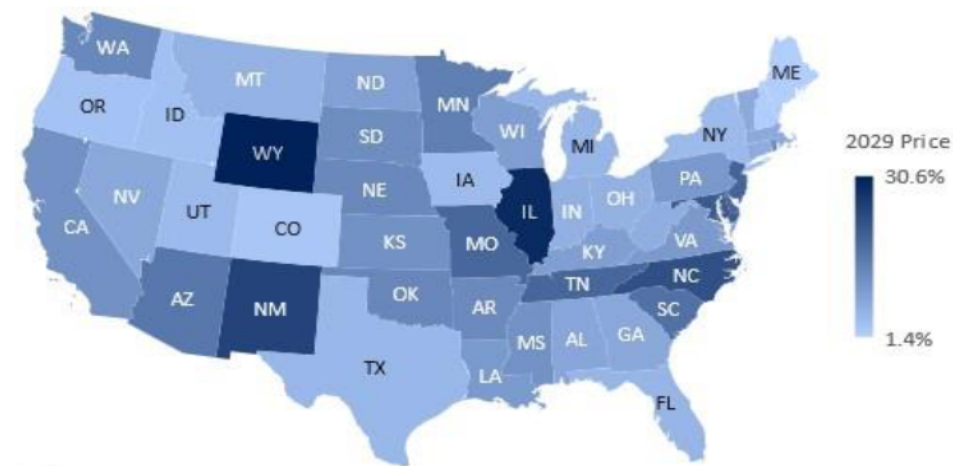 WA
MT
ND
MN
ME
OR
ID
SD
WI
MI
NY
WY
2029 Price
30.6%
NE
IA
PA
NV
UT
CO
IL
IN
OH
CA
KS
MO
KY
VA
AZ
NM
OK
AR
TN
NC
SC
MS
AL
GA
1.4%
TX
LA
FL